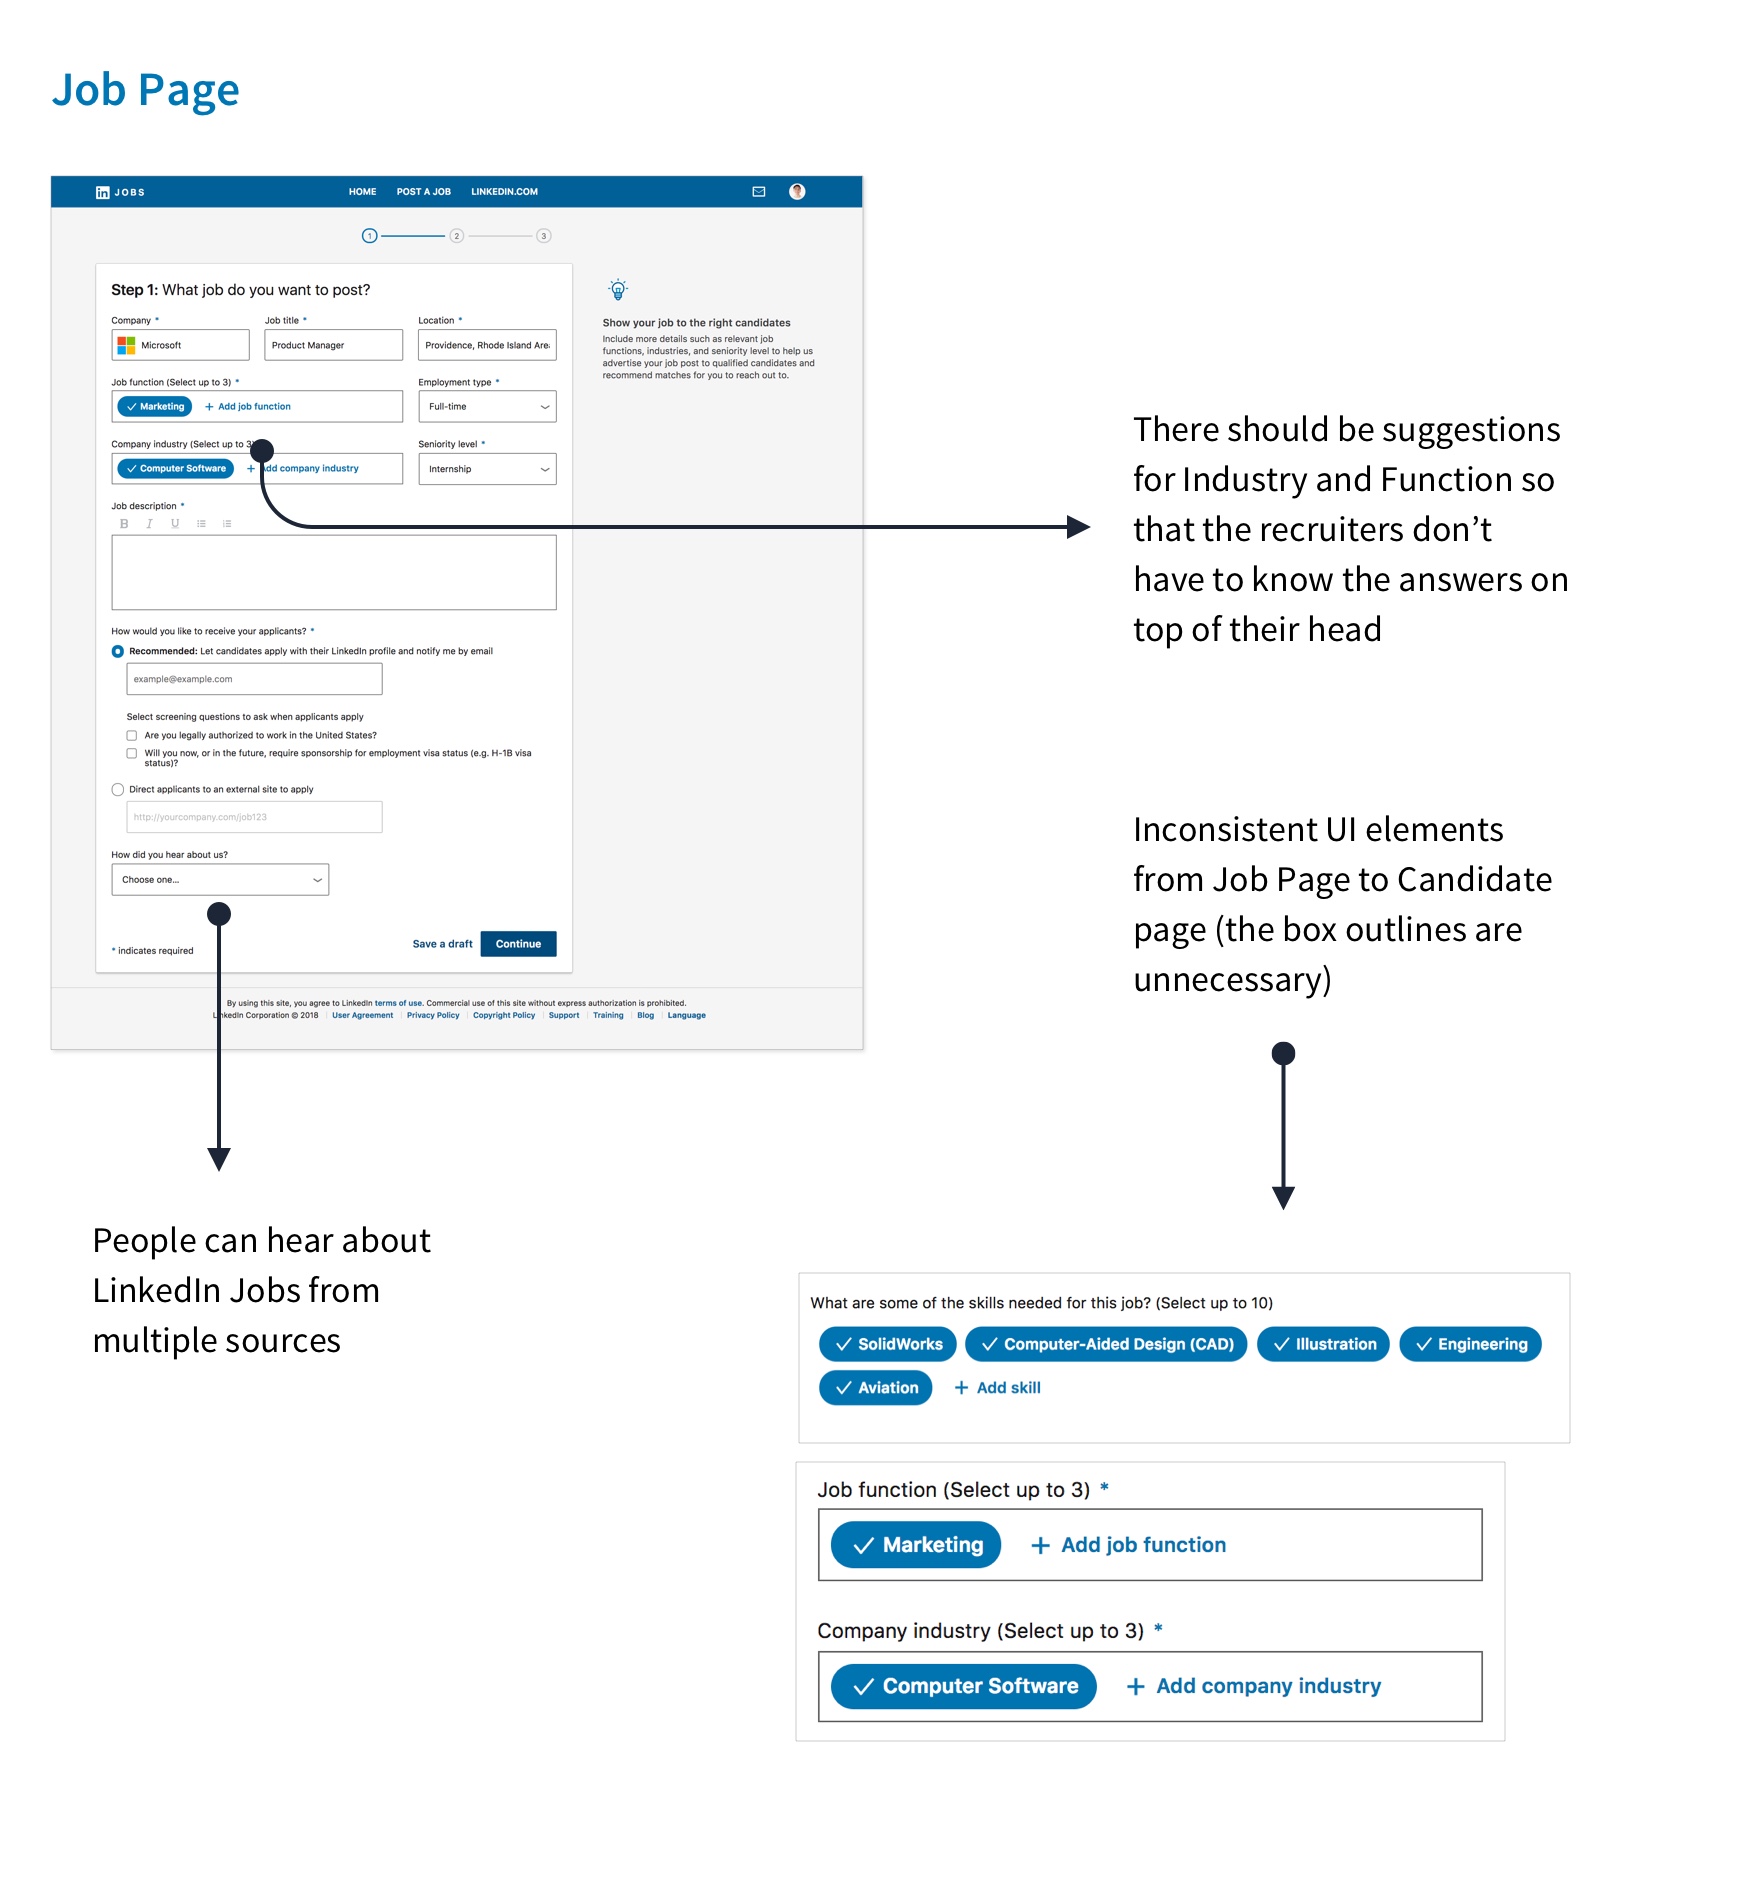 Job Page
in JOBS
HOME POST A JOB LINKEDIN.COM
1 2 3
Step 1: What job do you want to post?
Company * Job title * Location *
Microsoft Product Manager Providence, Rhode Island Are
Job function (Select up to 3) * Employment type *
Marketing + Add job function Full-time
Company industry (Select up to 3 Seniority level *
Computer Software + Add company industry Internship
Job description *
B I U
How would you like to receive your applicants? *
Recommended: Let candidates apply with their LinkedIn profile and notify me by email
example@example.com
Select screening questions to ask when applicants apply
Are you legally authorized to work in the United States?
Will you now, or in the future, require sponsorship for employment visa status (e.g. H-1B visa
status)?
Direct applicants to an external site to apply
http://yourcompany.com/job123
How did you hear about us?
Choose one...
* indicates required
Save a draft Continue
Show your job to the right candidates
Include more details such as relevant job
functions, industries, and seniority level to help us
advertise your job post to qualified candidates and
recommend matches for you to reach out to.
By using this site, you agree to LinkedIn terms of use. Commercial use of this site without express authorization is prohibited.
LinkedIn Corporation © 2018 User Agreement Privacy Policy Copyright Policy Support Training Blog Language
There should be suggestions
for Industry and Function so
that the recruiters don’t
have to know the answers on
top of their head
Inconsistent UI elements
from Job Page to Candidate
page (the box outlines are
unnecessary)
People can hear about
LinkedIn Jobs from
multiple sources
What are some of the skills needed for this job? (Select up to 10)
SolidWorks Computer-Aided Design (CAD) Illustration Engineering
Aviation + Add skill
Job function (Select up to 3) *
Marketing + Add job function
Company industry (Select up to 3) *
Computer Software + Add company industry